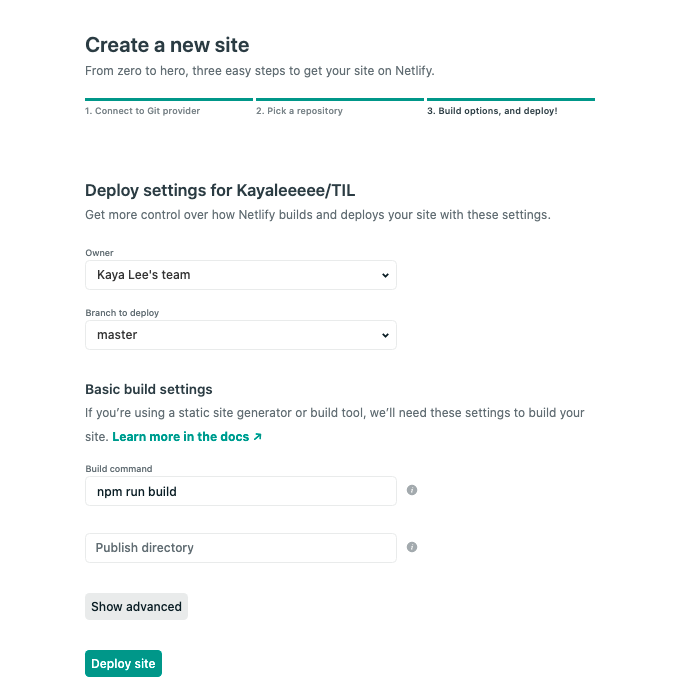 Create a new site
From zero to hero, three easy steps to get your site on Netlify.
1. Connect to Git provider
2. Pick a repository
3. Build options, and deploy!
Deploy settings for Kayaleeeee/TIL
Get more control over how Netlify builds and deploys your site with these settings.
Owner
Kaya Lee's team
Branch to deploy
master
Basic build settings
If you’re using a static site generator or build tool, we’ll need these settings to build your
site. Learn more in the docs ↗
Build command
npm run build
i
Publish directory
i
Show advanced
Deploy site